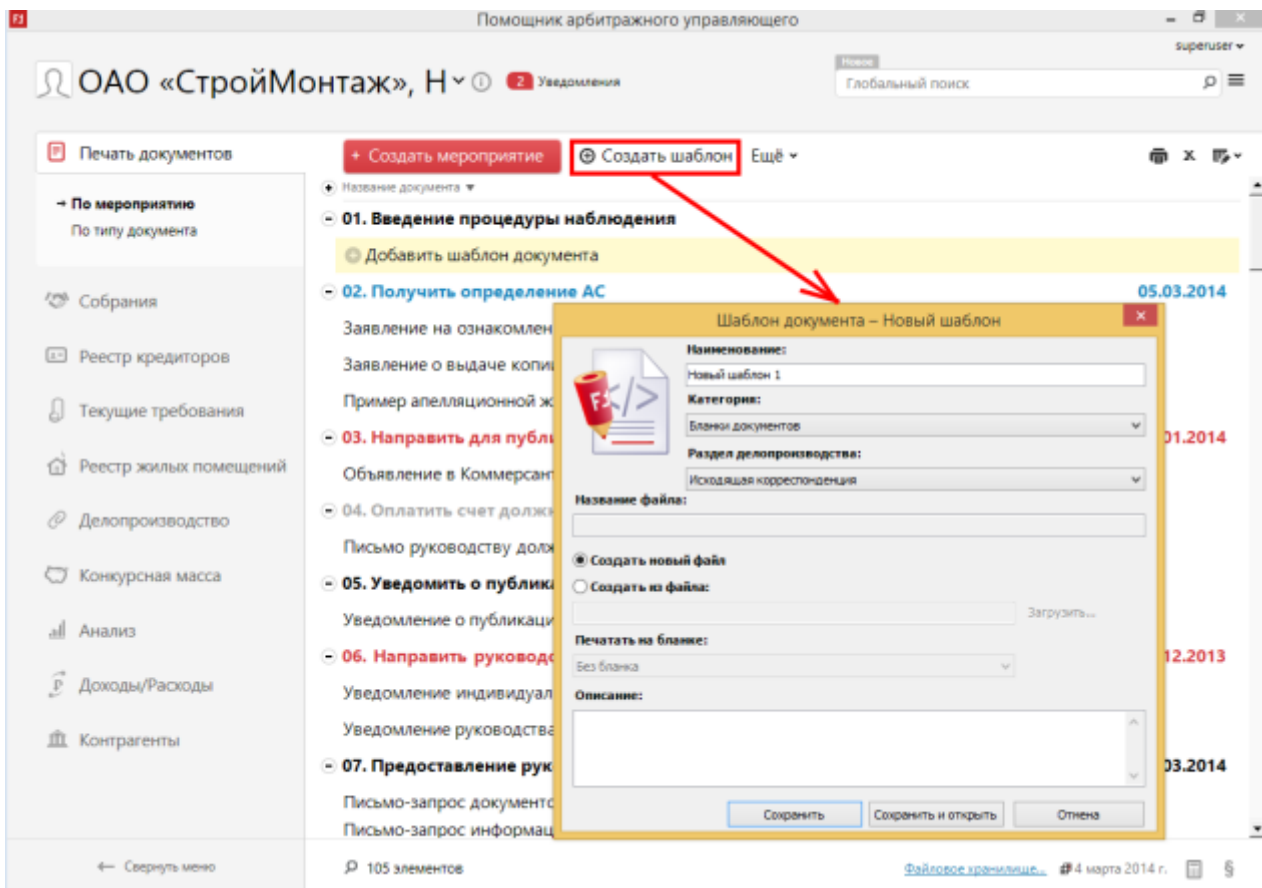 Помощник арбитражного управляющего
superuser
ОАО «СтройМонтаж», Н
2 Уведомления
Новое
Глобальный поиск
Печать документов
+ Создать мероприятие
Создать шаблон
Ещё
Название документа
→ По мероприятию
По типу документа
01. Введение процедуры наблюдения
Добавить шаблон документа
02. Получить определение АС
05.03.2014
Собрания
Реестр кредиторов
Текущие требования
Реестр жилых помещений
Делопроизводство
Конкурсная масса
Анализ
Доходы/Расходы
Контрагенты
Заявление на ознакомлен
Заявление о выдаче копи
Пример апелляционной ж
03. Направить для публи
01.2014
Объявление в Коммерсант
04. Оплатить счет должн
Письмо руководству долж
05. Уведомить о публика
Уведомление о публикаци
06. Направить руководс
12.2013
Уведомление индивидуал
Уведомление руководства
07. Предоставление рук
03.2014
Письмо-запрос документо
Письмо-запрос информац
Шаблон документа – Новый шаблон
Наименование:
Новый шаблон 1
Категория:
Бланки документов
Раздел делопроизводства:
Исходящая корреспонденция
Название файла:
Создать новый файл
Создать из файла:
Загрузить...
Печатать на бланке:
Без бланка
Описание:
Сохранить
Сохранить и открыть
Отмена
← Свернуть меню
105 элементов
Файловое хранилище...
4 марта 2014 г.
§